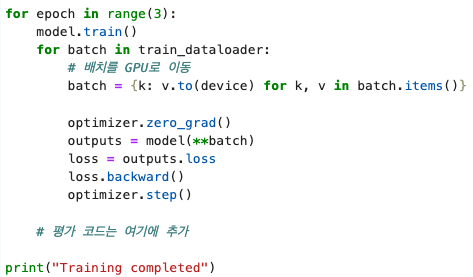 for epoch in range(3):
    model.train()
    for batch in train_dataloader:
        # 배치를 GPU로 이동
        batch = {k: v.to(device) for k, v in batch.items()}

        optimizer.zero_grad()
        outputs = model(**batch)
        loss = outputs.loss
        loss.backward()
        optimizer.step()

    # 평가 코드는 여기에 추가

print("Training completed")